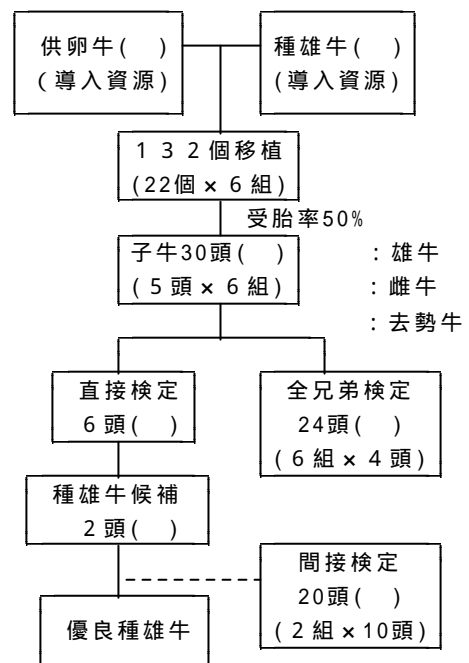 供卵牛(　)
(導入資源)
種雄牛(　)
(導入資源)
１３２個移植
(22個×６組)
受胎率50%
子牛30頭(　)
(５頭×６組)
：雄牛
：雌牛
：去勢牛
直接検定
６頭(　)
全兄弟検定
24頭(　)
(６組×４頭)
種雄牛候補
２頭(　)
間接検定
20頭(　)
(２組×10頭)
優良種雄牛